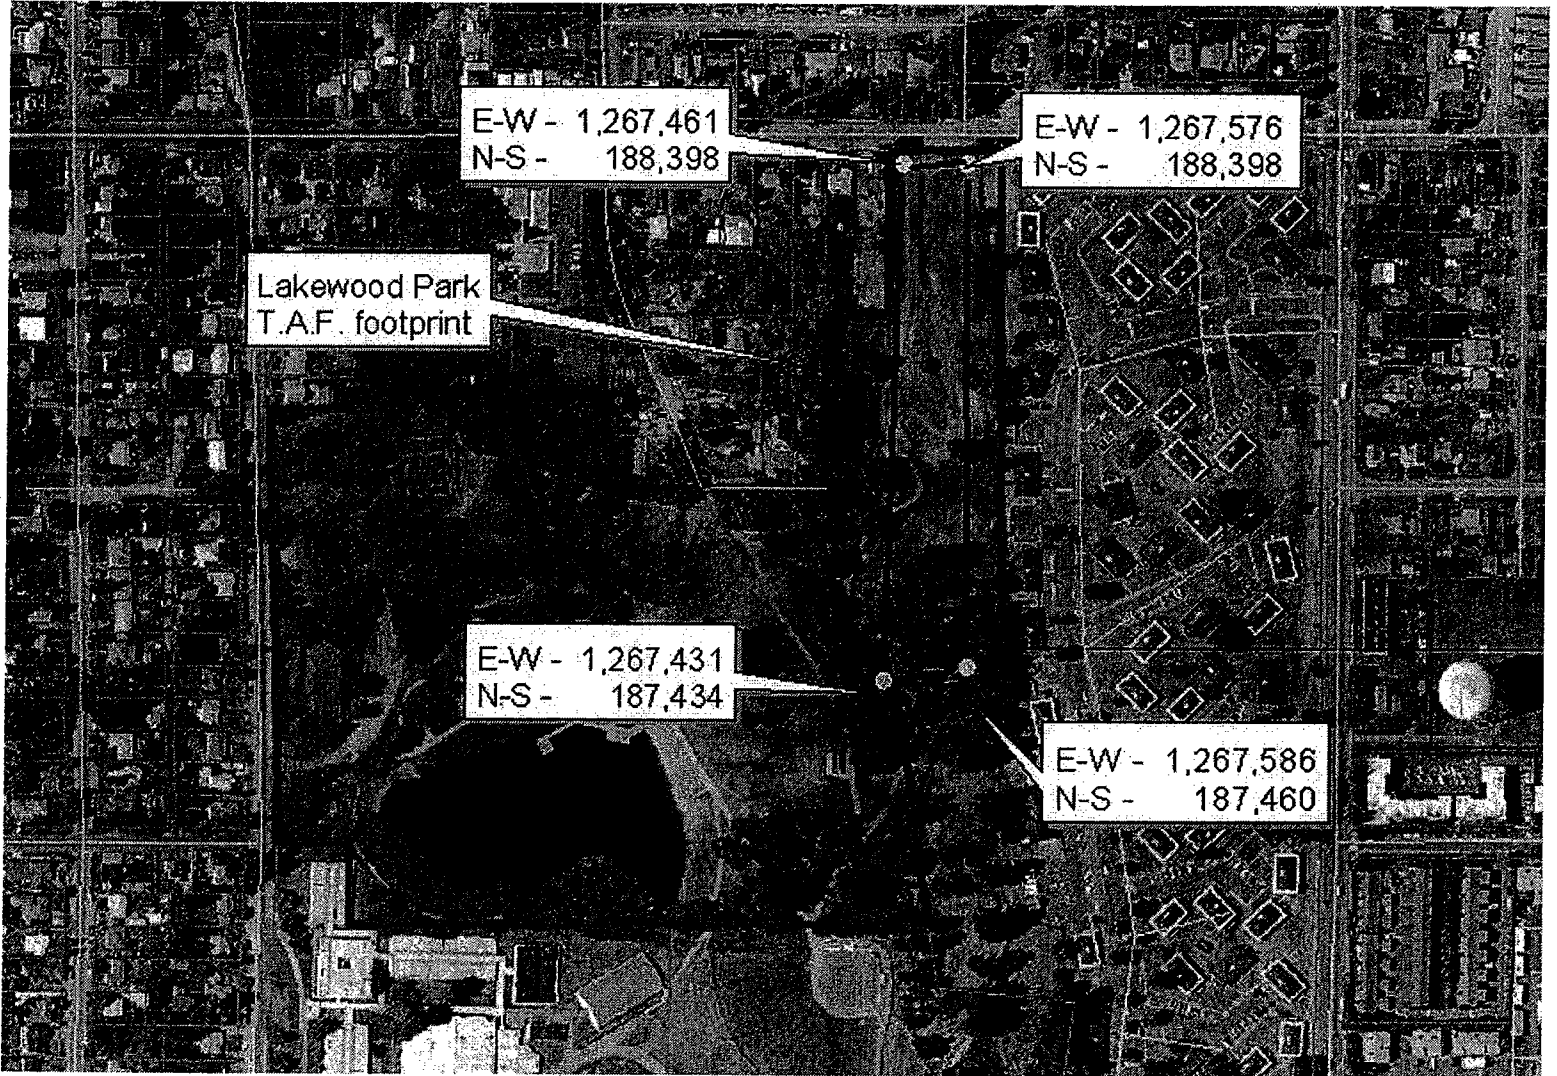 E-W - 1,267,461
N-S - 188,398
E-W - 1,267,576
N-S - 188,398
Lakewood Park
T.A.F. footprint
E-W - 1,267,431
N-S - 187,434
E-W - 1,267,586
N-S - 187,460